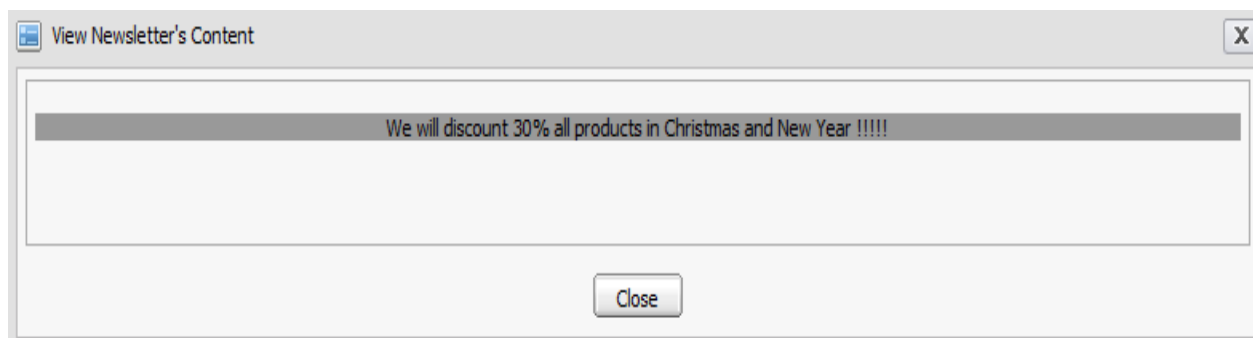 View Newsletter's Content
X
We will discount 30% all products in Christmas and New Year !!!!!
Close